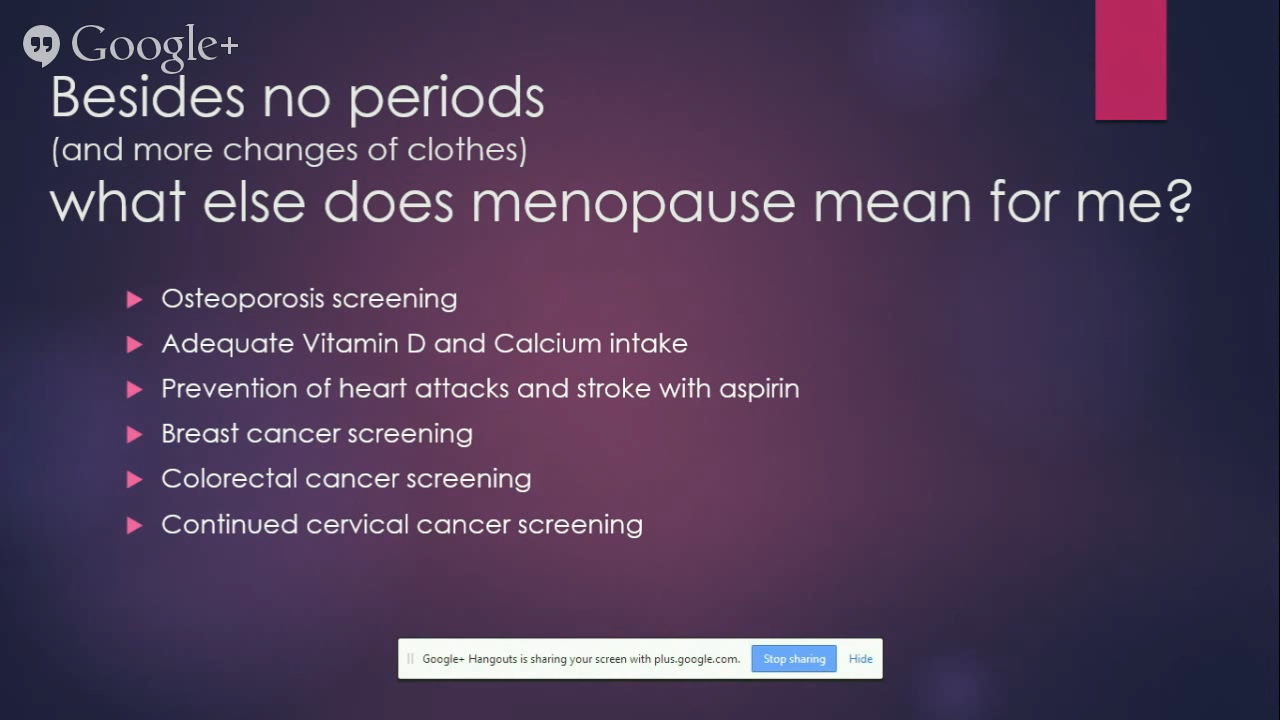 Google+
Besides no periods
(and more changes of clothes)
what else does menopause mean for me?
Osteoporosis screening
Adequate Vitamin D and Calcium intake
Prevention of heart attacks and stroke with aspirin
Breast cancer screening
Colorectal cancer screening
Continued cervical cancer screening
Google+ Hangouts is sharing your screen with plus.google.com. Stop sharing Hide